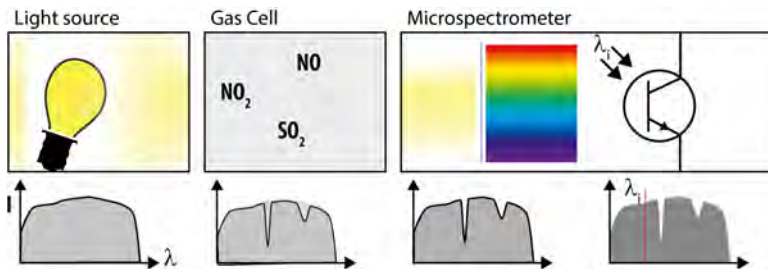 Light source
Gas Cell
Microspectrometer
NO
NO₂
SO₂
λᵢ
I
λ
λᵢ